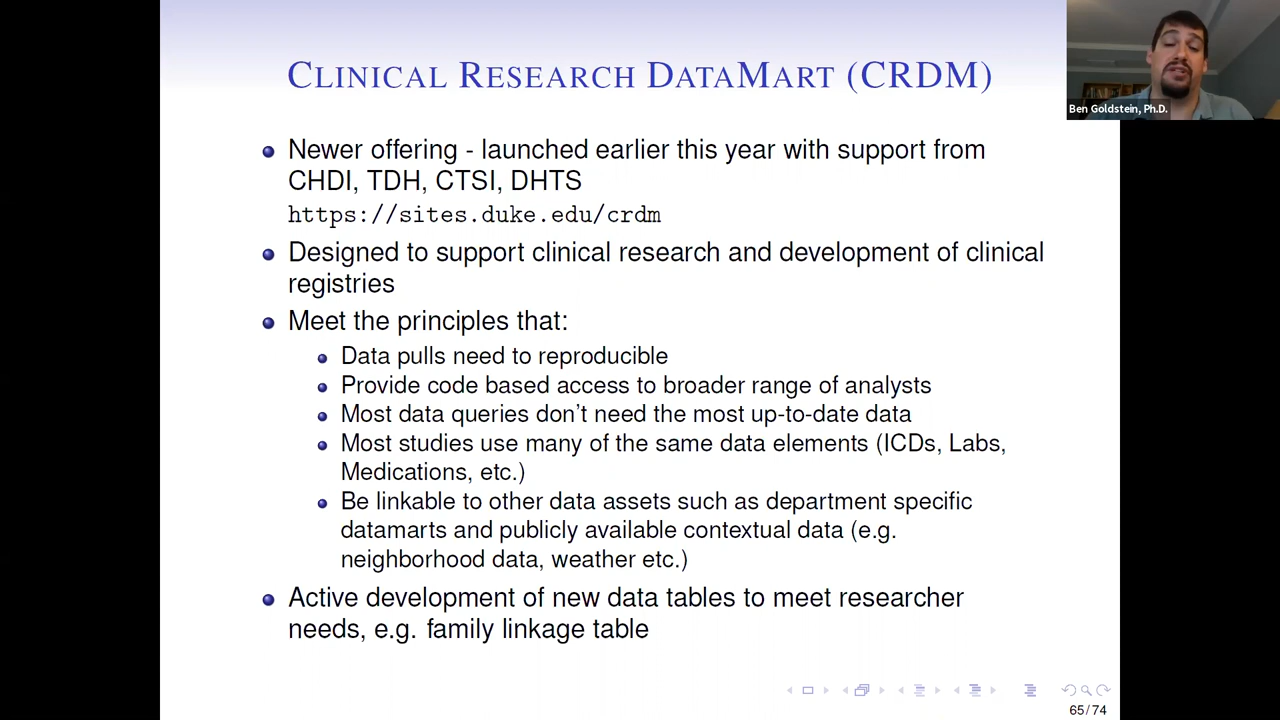 CLINICAL RESEARCH DATAMART (CRDM)
Ben Goldstein, Ph.D.
Newer offering - launched earlier this year with support from
CHDI, TDH, CTSI, DHTS
https://sites.duke.edu/crdm
Designed to support clinical research and development of clinical
registries
Meet the principles that:
Data pulls need to reproducible
Provide code based access to broader range of analysts
Most data queries don't need the most up-to-date data
Most studies use many of the same data elements (ICDs, Labs,
Medications, etc.)
Be linkable to other data assets such as department specific
datamarts and publicly available contextual data (e.g.
neighborhood data, weather etc.)
Active development of new data tables to meet researcher
needs, e.g. family linkage table
65/74